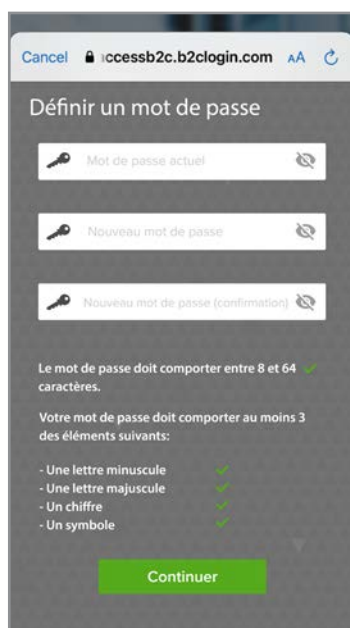 Cancel ccessb2c.b2clogin.com AA
Définir un mot de passe
Mot de passe actuel
Nouveau mot de passe
Nouveau mot de passe (confirmation)
Le mot de passe doit comporter entre 8 et 64
caractères.
Votre mot de passe doit comporter au moins 3
des éléments suivants:
- Une lettre minuscule
- Une lettre majuscule
- Un chiffre
- Un symbole
Continuer